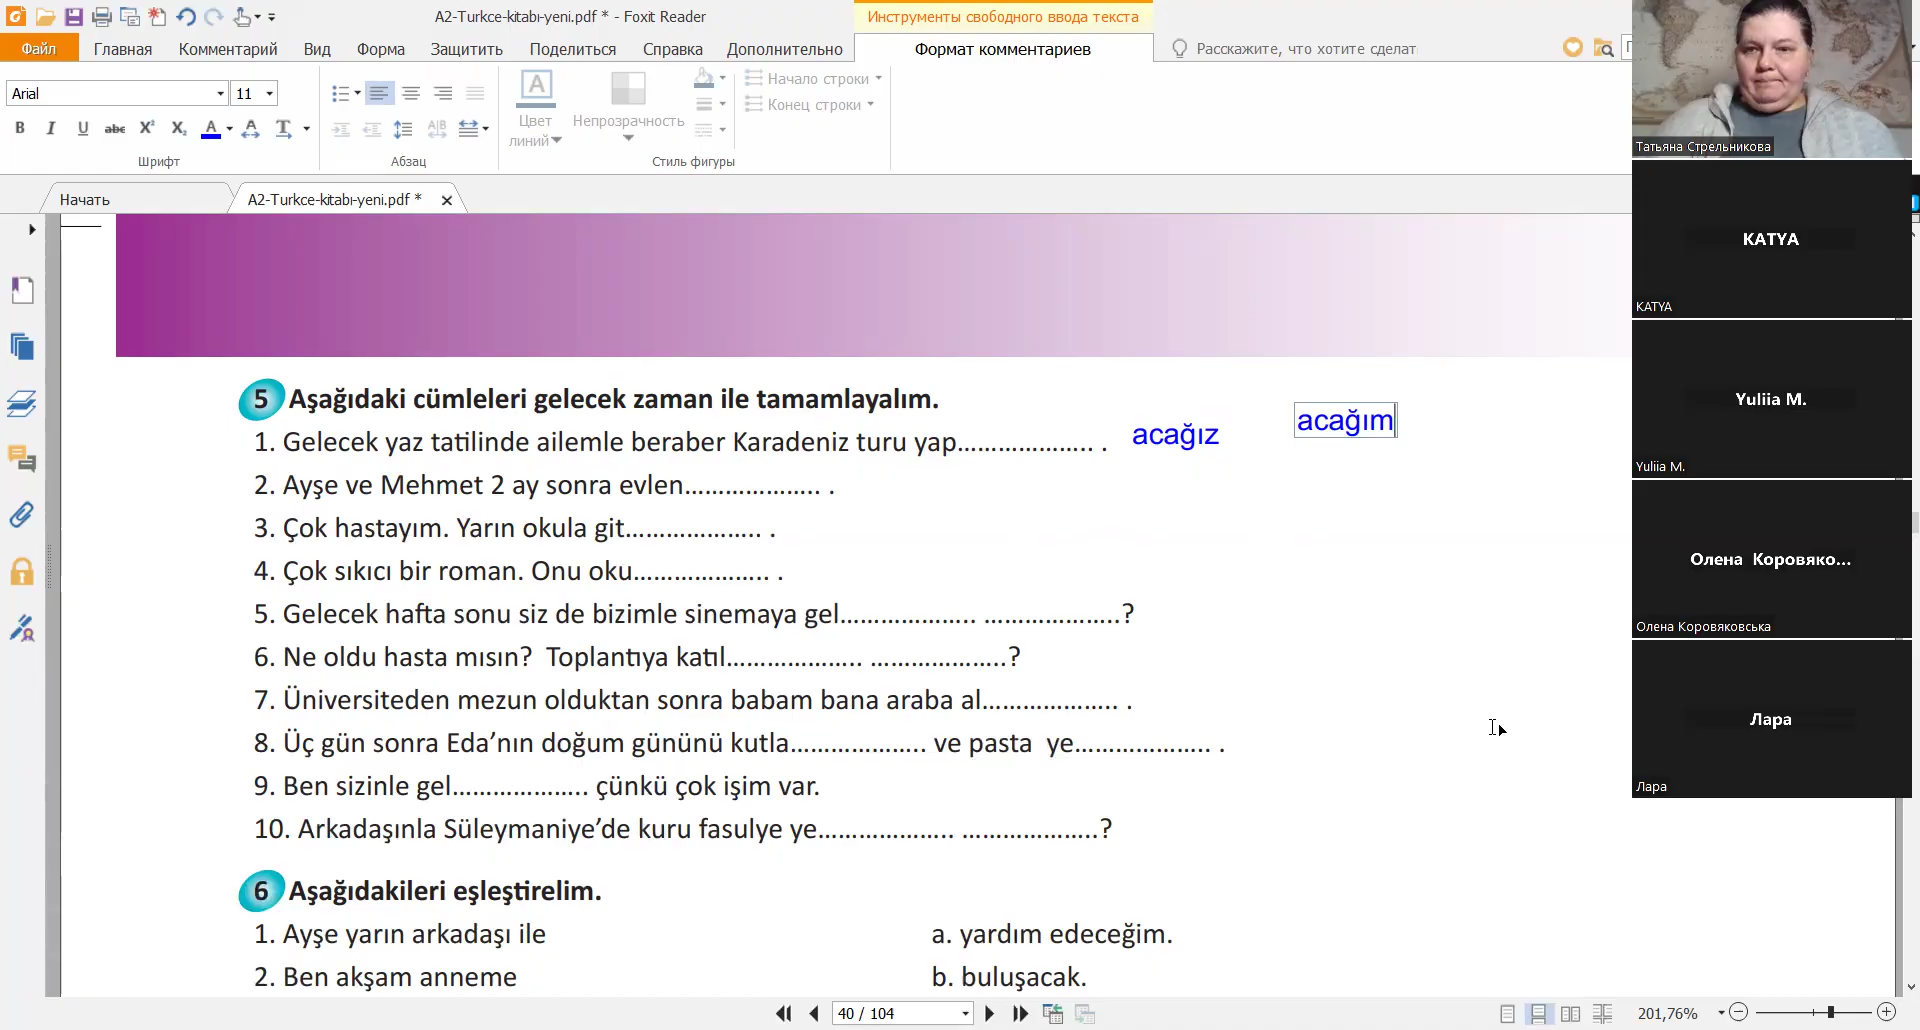 A2-Turkce-kitabı-yeni.pdf * - Foxit Reader
Инструменты свободного ввода текста
Файл Главная Комментарий Вид Форма Защитить Поделиться Справка Дополнительно Формат комментариев Расскажите, что хотите сделат
Arial 11
Цвет линий
Непрозрачность
Начало строки
Конец строки
Шрифт Абзац Стиль фигуры
Начать A2-Turkce-kitabı-yeni.pdf *
5 Aşağıdaki cümleleri gelecek zaman ile tamamlayalım.
1. Gelecek yaz tatilinde ailemle beraber Karadeniz turu yap.................... . acağız acağım
2. Ayşe ve Mehmet 2 ay sonra evlen.................... .
3. Çok hastayım. Yarın okula git.................... .
4. Çok sıkıcı bir roman. Onu oku.................... .
5. Gelecek hafta sonu siz de bizimle sinemaya gel.................... ....................?
6. Ne oldu hasta mısın? Toplantıya katıl.................... ....................?
7. Üniversiteden mezun olduktan sonra babam bana araba al.................... .
8. Üç gün sonra Eda’nın doğum gününü kutla.................... ve pasta ye.................... .
9. Ben sizinle gel.................... çünkü çok işim var.
10. Arkadaşınla Süleymaniye’de kuru fasulye ye.................... ....................?
6 Aşağıdakileri eşleştirelim.
1. Ayşe yarın arkadaşı ile a. yardım edeceğim.
2. Ben akşam anneme b. buluşacak.
40 / 104
201,76%
Татьяна Стрельникова
KATYA
KATYA
Yuliia M.
Yuliia M.
Олена Коровяко...
Олена Коровяковська
Лара
Лара